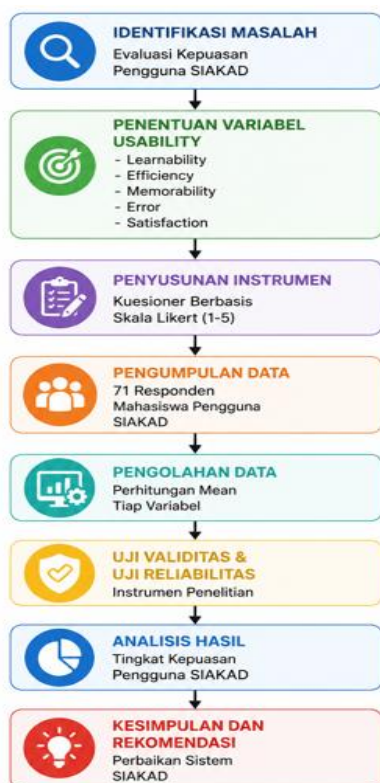 IDENTIFIKASI MASALAH
Evaluasi Kepuasan
Pengguna SIAKAD
PENENTUAN VARIABEL
USABILITY
- Learnability
- Efficiency
- Memorability
- Error
- Satisfaction
PENYUSUNAN INSTRUMEN
Kuesioner Berbasis
Skala Likert (1-5)
PENGUMPULAN DATA
71 Responden
Mahasiswa Pengguna
SIAKAD
PENGOLAHAN DATA
Perhitungan Mean
Tiap Variabel
UJI VALIDITAS &
UJI RELIABILITAS
Instrumen Penelitian
ANALISIS HASIL
Tingkat Kepuasan
Pengguna SIAKAD
KESIMPULAN DAN
REKOMENDASI
Perbaikan Sistem
SIAKAD